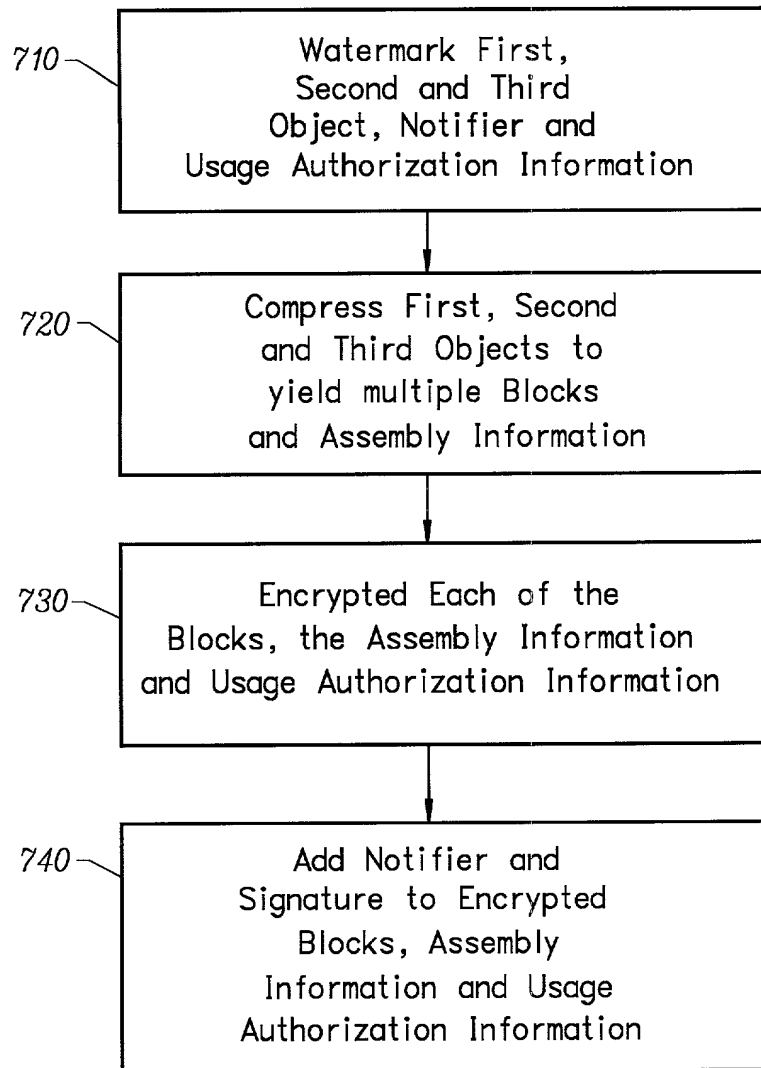 710
Watermark First,
Second and Third
Object, Notifier and
Usage Authorization Information
720
Compress First, Second
and Third Objects to
yield multiple Blocks
and Assembly Information
730
Encrypted Each of the
Blocks, the Assembly Information
and Usage Authorization Information
740
Add Notifier and
Signature to Encrypted
Blocks, Assembly
Information and Usage
Authorization Information